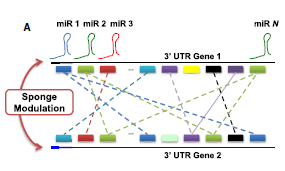 A
miR 1 miR 2 miR 3 miR N
3' UTR Gene 1
...
Sponge
Modulation
...
3' UTR Gene 2